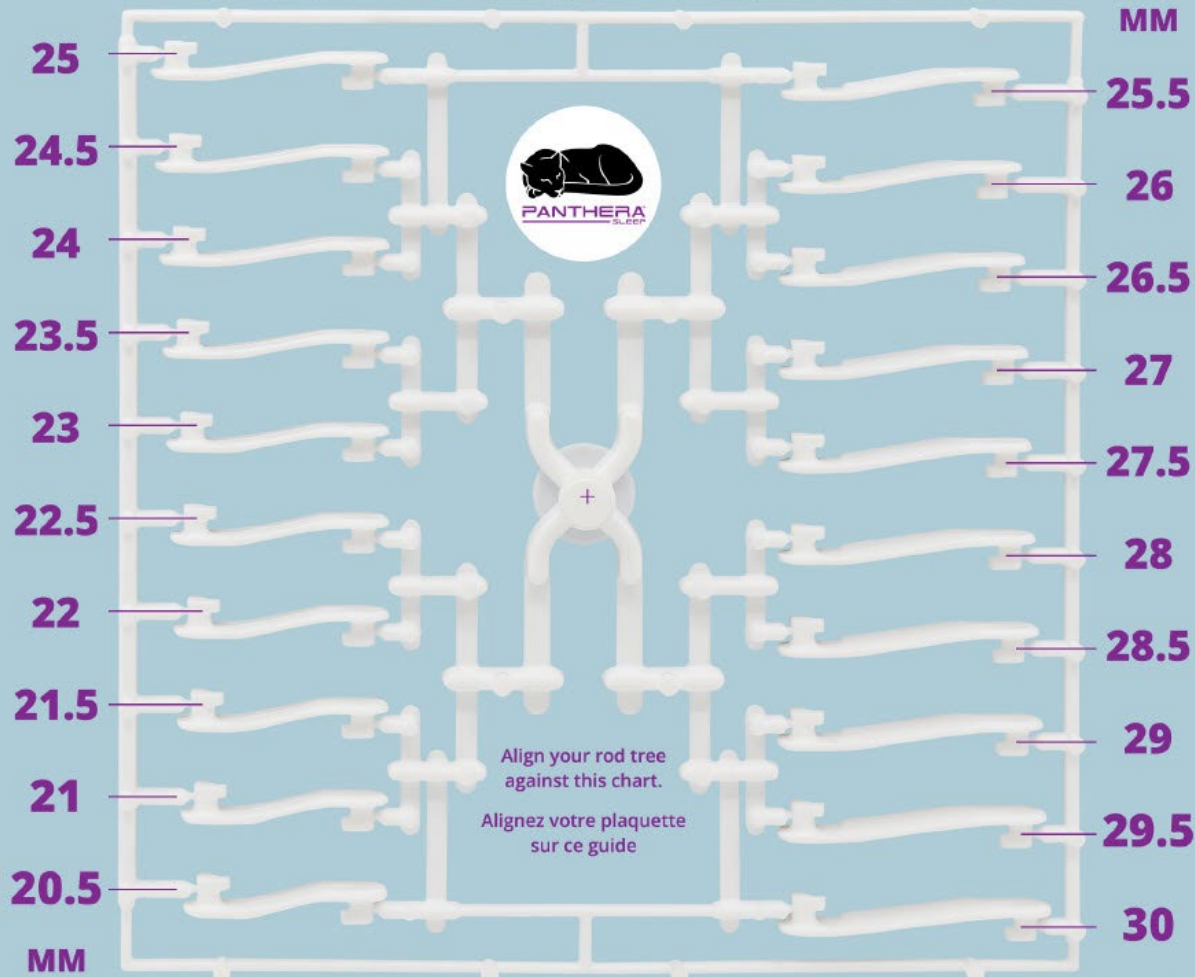 MM
25
25.5
24.5
26
24
26.5
23.5
27
23
27.5
22.5
28
22
28.5
21.5
29
21
29.5
20.5
30
MM
PANTHERA
SLEEP
Align your rod tree
against this chart.
Alignez votre plaquette
sur ce guide